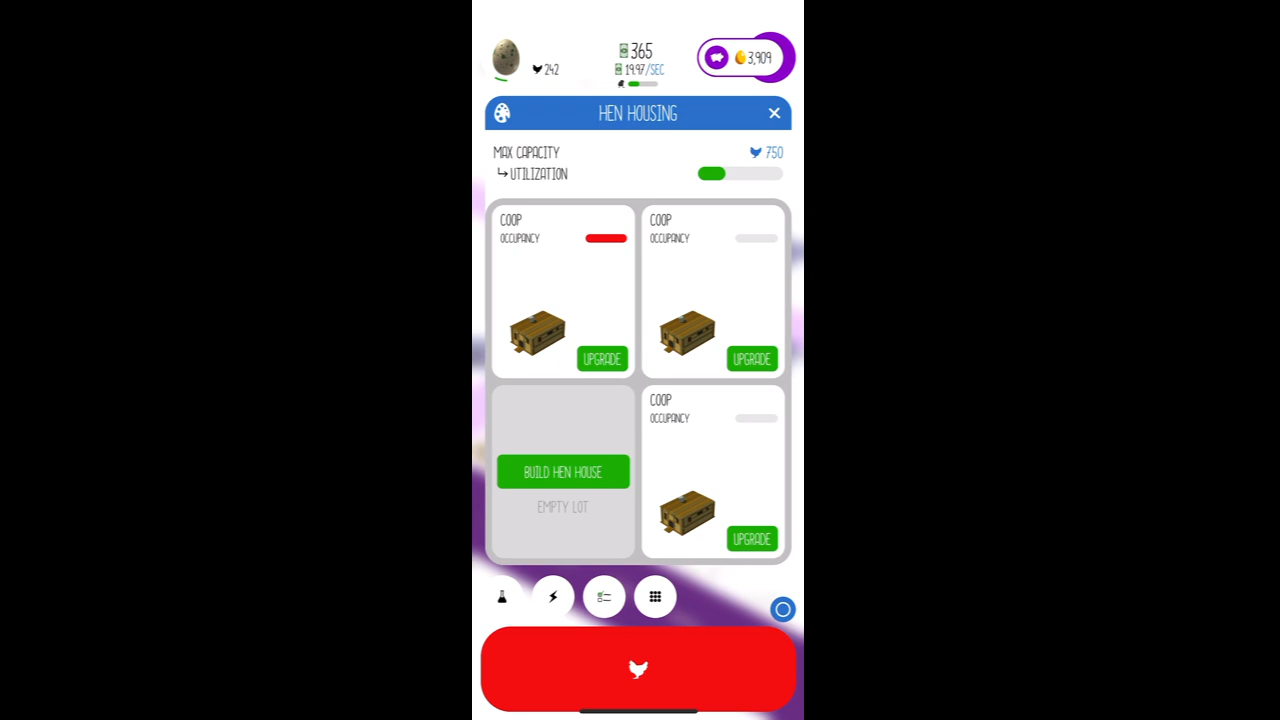 365
242
19.97/SEC
3,909
HEN HOUSING
MAX CAPACITY
750
UTILIZATION
COOP
OCCUPANCY
UPGRADE
COOP
OCCUPANCY
UPGRADE
BUILD HEN HOUSE
EMPTY LOT
COOP
OCCUPANCY
UPGRADE